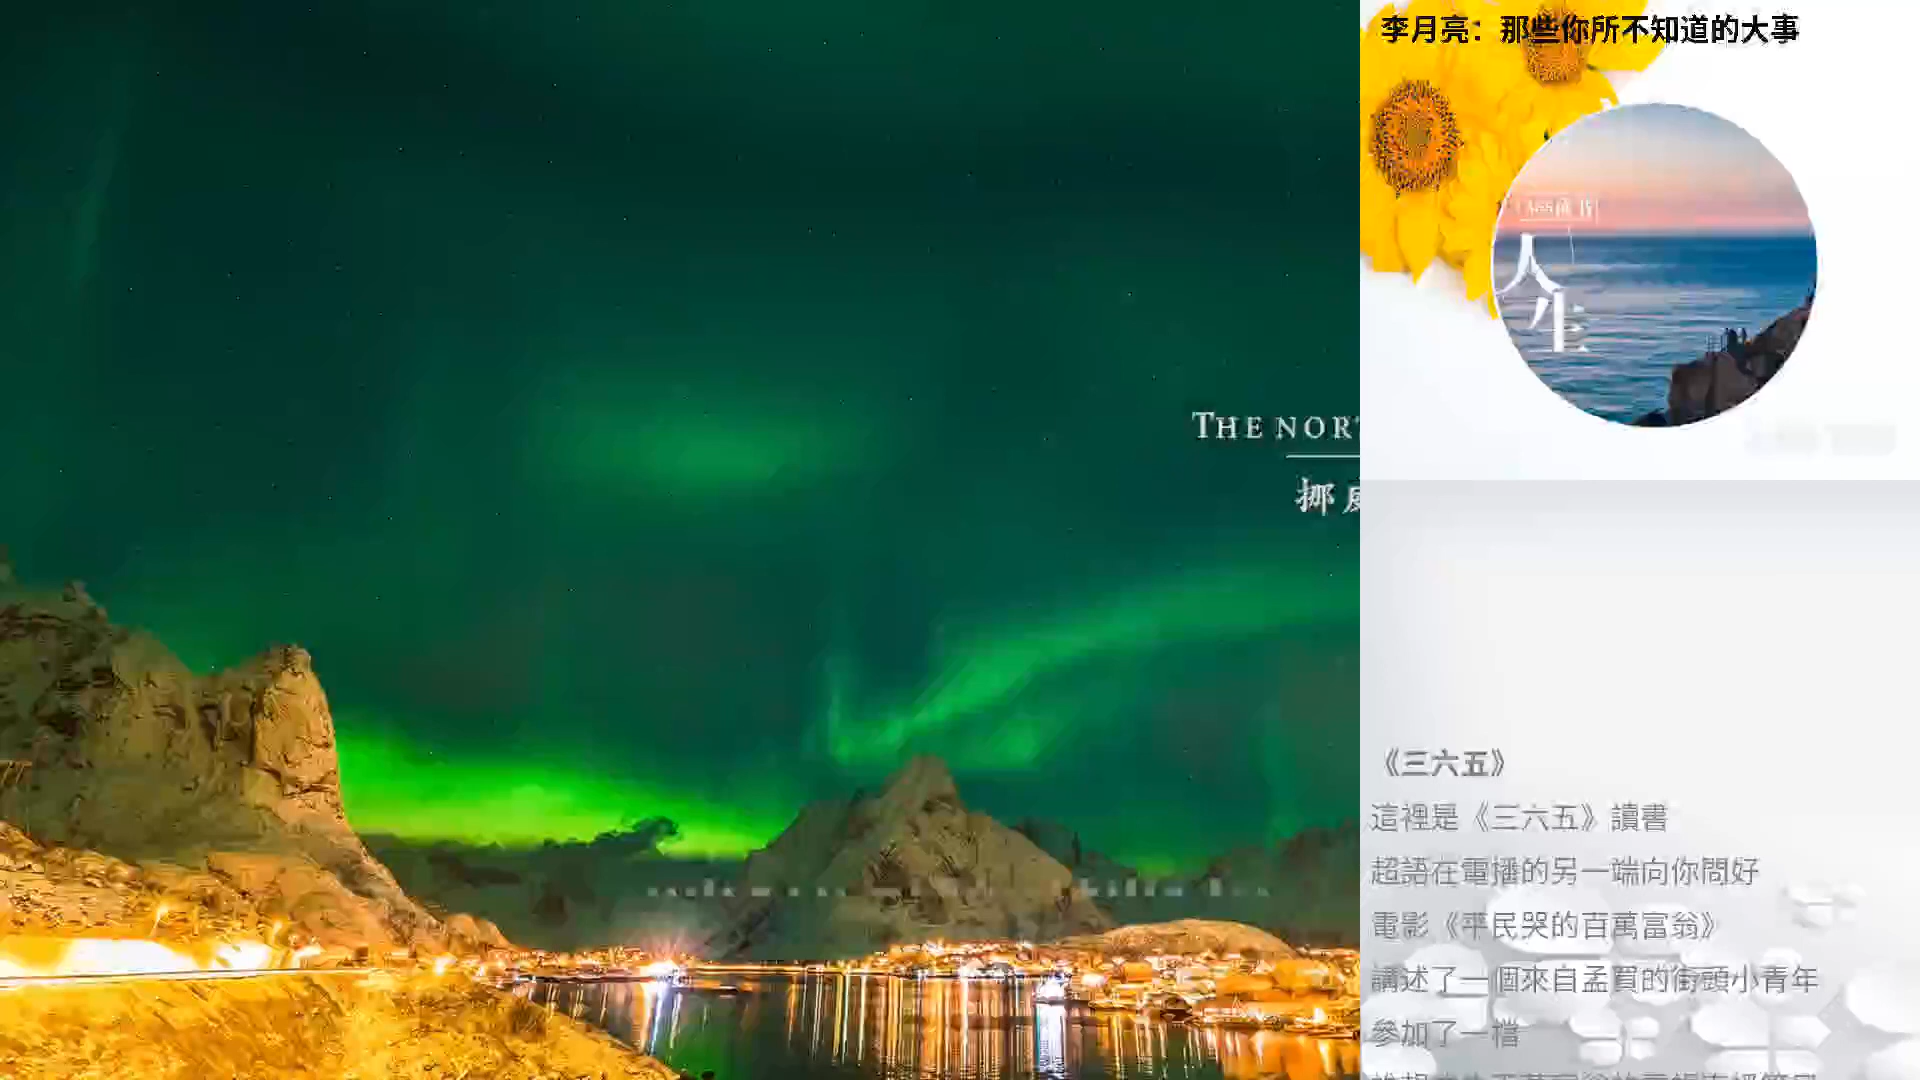 THE NOR
挪
李月亮：那些你所不知道的大事
人生
《三六五》
這裡是《三六五》讀書
超語在電播的另一端向你問好
電影《平民哭的百萬富翁》
講述了一個來自孟買的街頭小青年
參加了一檔